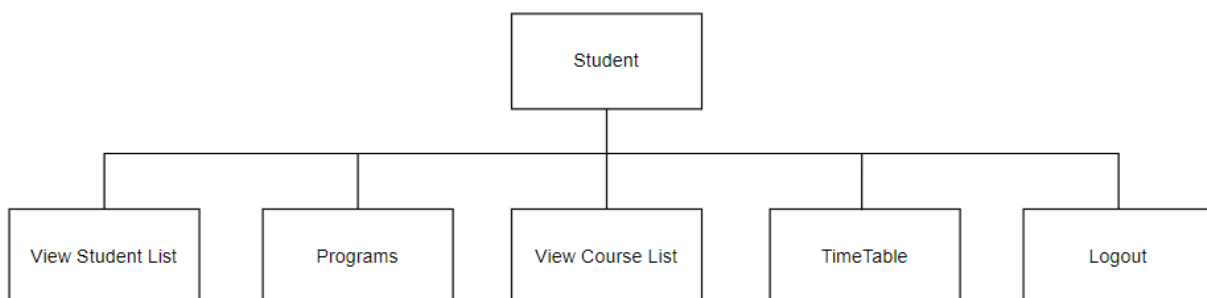 Student
View Student List
Programs
View Course List
TimeTable
Logout